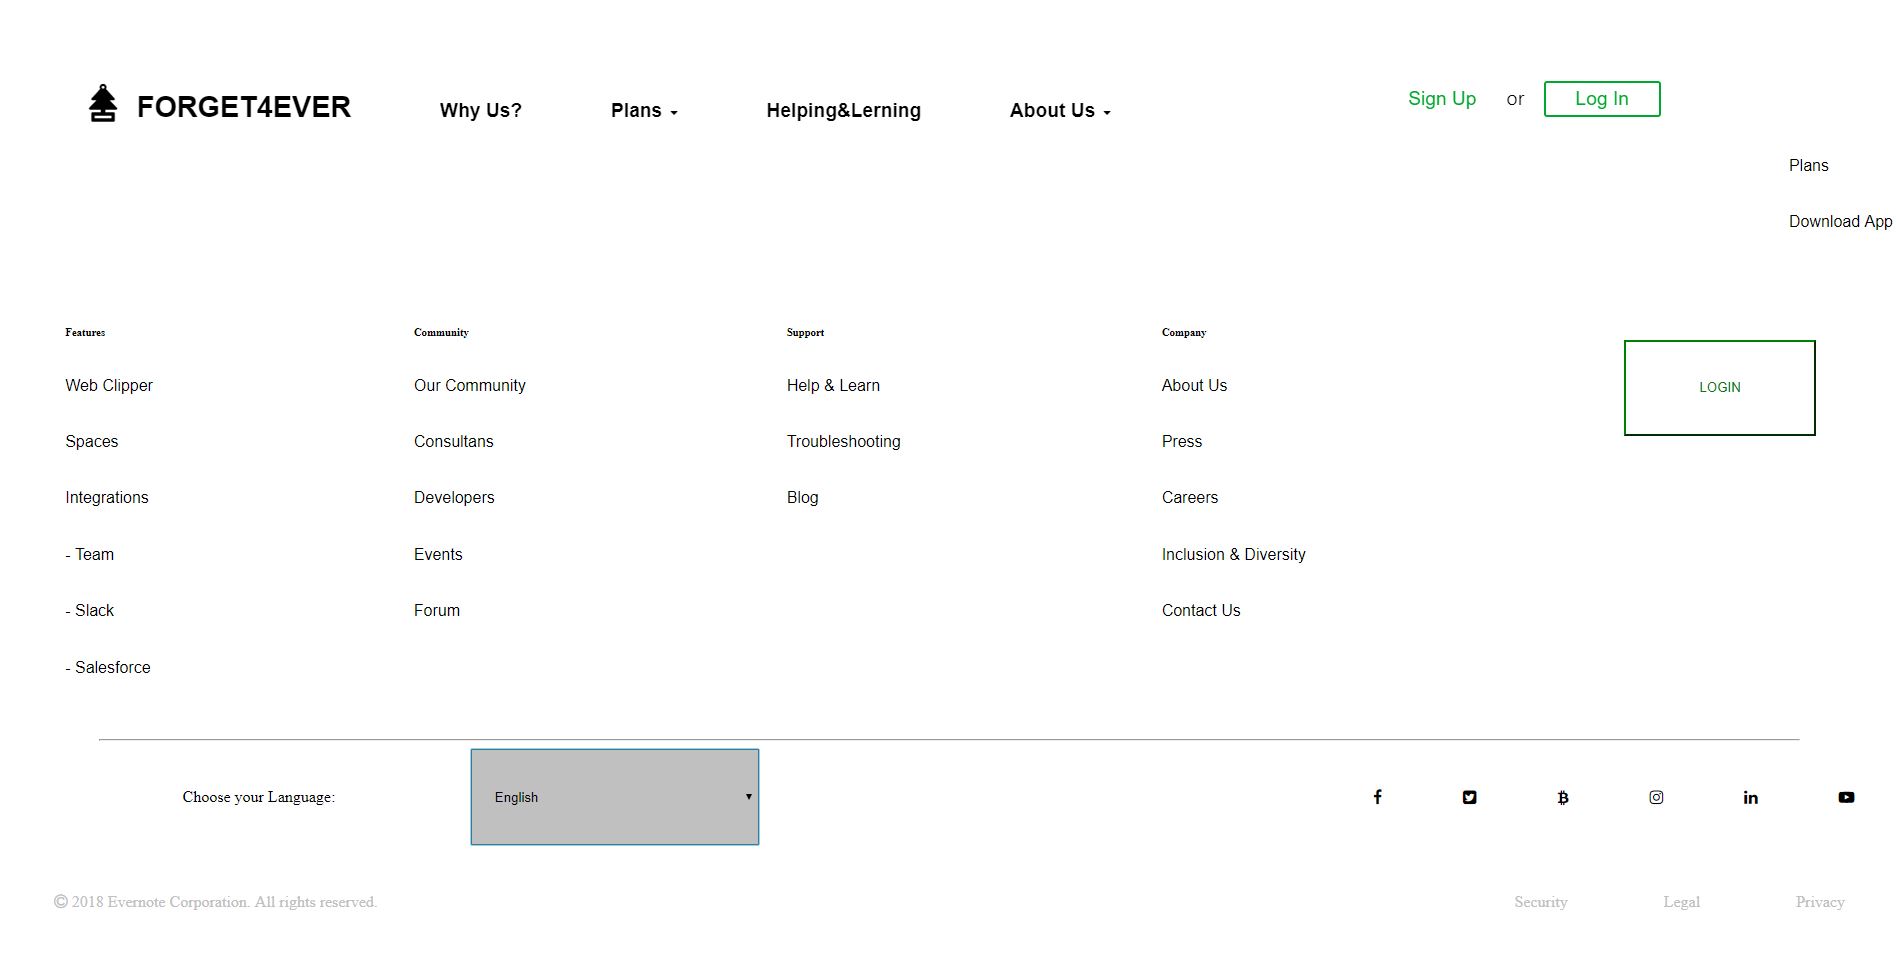 FORGET4EVER Why Us? Plans Helping&Lerning About Us Sign Up or Log In
Plans
Download App
Features
Web Clipper
Spaces
Integrations
- Team
- Slack
- Salesforce
Community
Our Community
Consultans
Developers
Events
Forum
Support
Help & Learn
Troubleshooting
Blog
Company
About Us
Press
Careers
Inclusion & Diversity
Contact Us
LOGIN
Choose your Language: English
© 2018 Evernote Corporation. All rights reserved. Security Legal Privacy